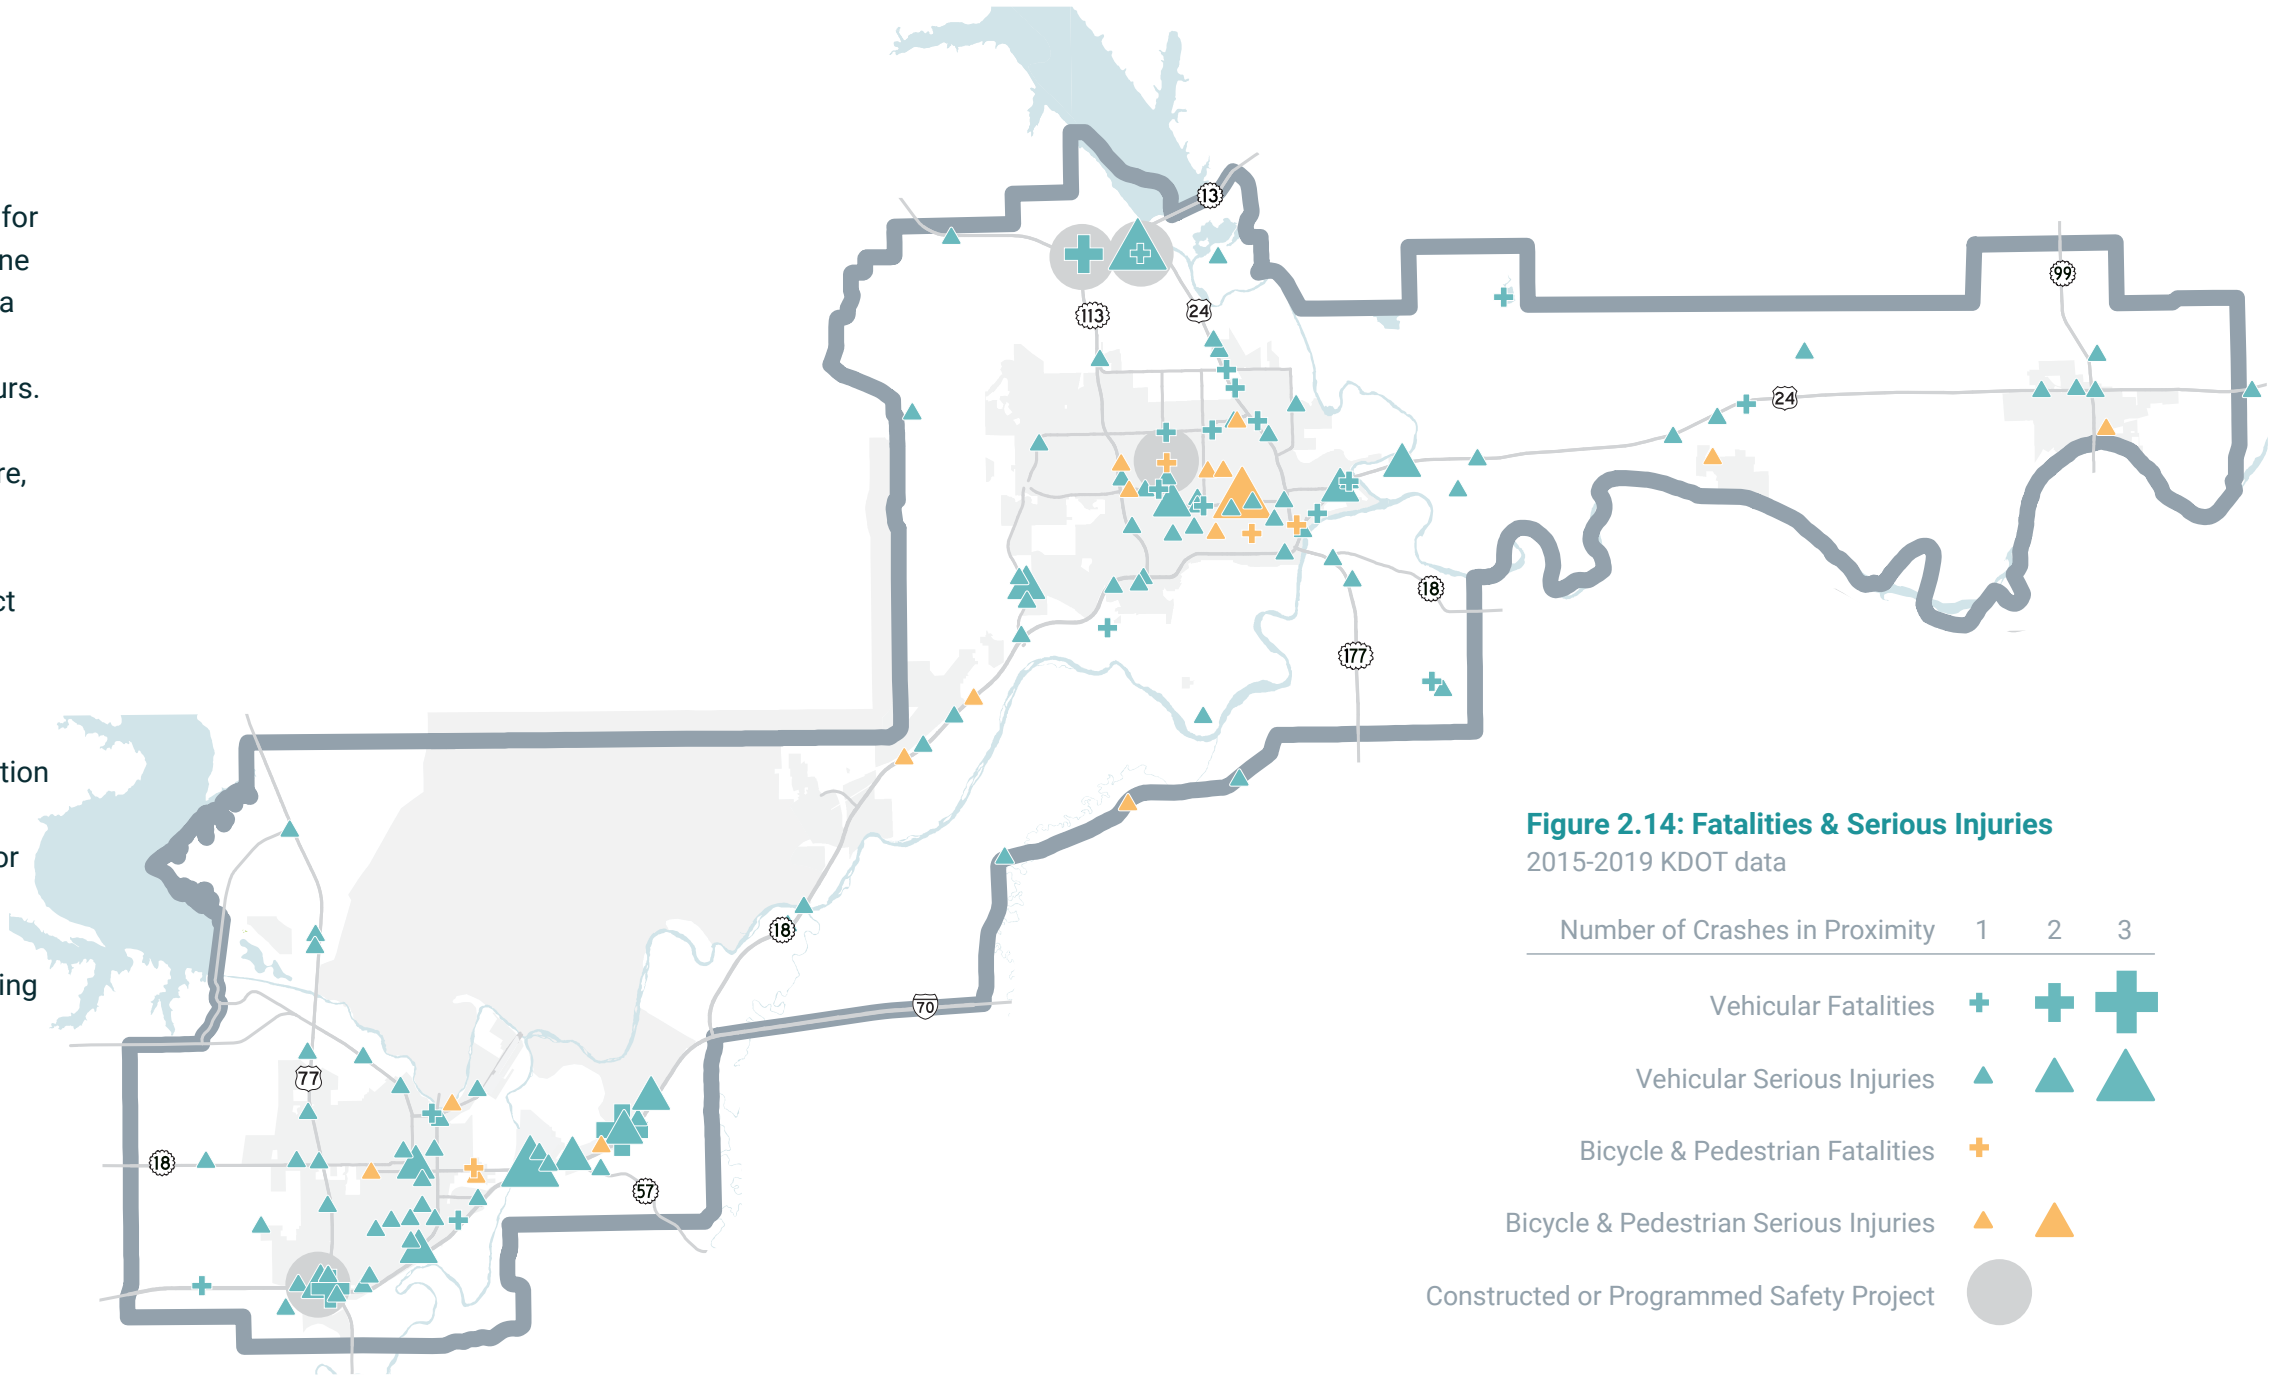 for
ne
a
urs.
re,
ct
tion
or
ing
13
113
24
99
24
18
177
18
70
77
18
57
Figure 2.14: Fatalities & Serious Injuries
2015-2019 KDOT data
Number of Crashes in Proximity 1 2 3
Vehicular Fatalities
Vehicular Serious Injuries
Bicycle & Pedestrian Fatalities
Bicycle & Pedestrian Serious Injuries
Constructed or Programmed Safety Project